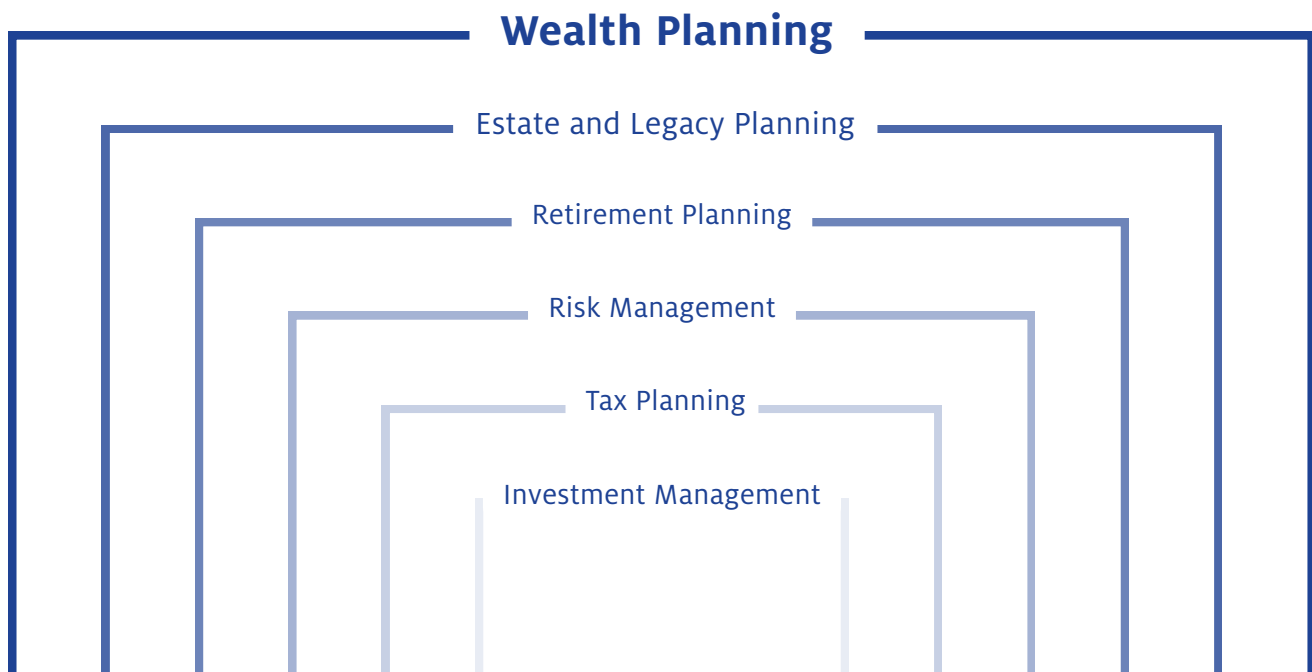 Wealth Planning
Estate and Legacy Planning
Retirement Planning
Risk Management
Tax Planning
Investment Management